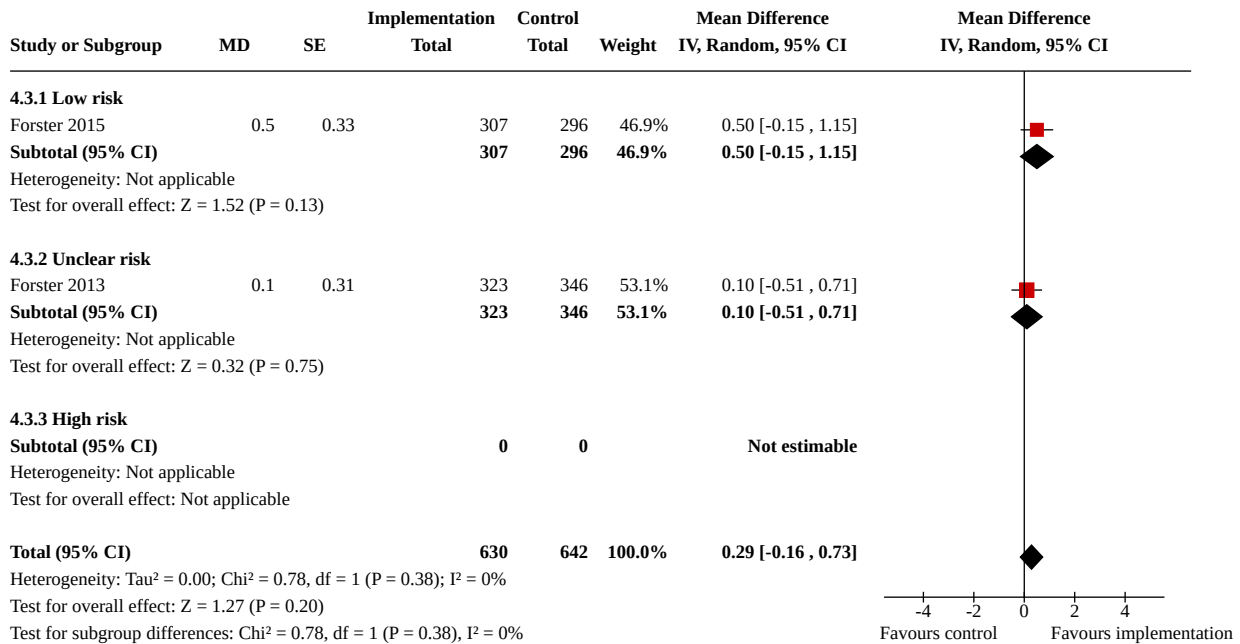 Implementation Control Mean Difference Mean Difference
Study or Subgroup MD SE Total Total Weight IV, Random, 95% CI IV, Random, 95% CI
4.3.1 Low risk
Forster 2015 0.5 0.33 307 296 46.9% 0.50 [-0.15 , 1.15]
Subtotal (95% CI) 307 296 46.9% 0.50 [-0.15 , 1.15]
Heterogeneity: Not applicable
Test for overall effect: Z = 1.52 (P = 0.13)
4.3.2 Unclear risk
Forster 2013 0.1 0.31 323 346 53.1% 0.10 [-0.51 , 0.71]
Subtotal (95% CI) 323 346 53.1% 0.10 [-0.51 , 0.71]
Heterogeneity: Not applicable
Test for overall effect: Z = 0.32 (P = 0.75)
4.3.3 High risk
Subtotal (95% CI) 0 0 Not estimable
Heterogeneity: Not applicable
Test for overall effect: Not applicable
Total (95% CI) 630 642 100.0% 0.29 [-0.16 , 0.73]
Heterogeneity: Tau² = 0.00; Chi² = 0.78, df = 1 (P = 0.38); I² = 0%
Test for overall effect: Z = 1.27 (P = 0.20)
-4 -2 0 2 4
Test for subgroup differences: Chi² = 0.78, df = 1 (P = 0.38), I² = 0%
Favours control Favours implementation